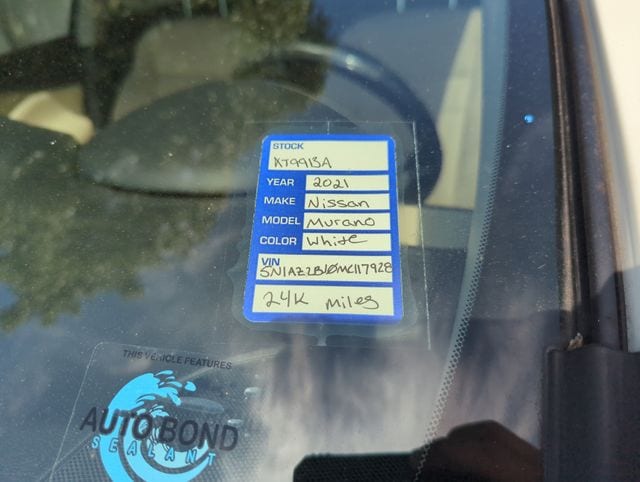 STOCK
XT9913A
YEAR 2021
MAKE Nissan
MODEL Murano
COLOR White
VIN
5N1AZ2BJ0MC117928
24K Miles
THIS VEHICLE FEATURES
AUTO BOND
SEALANT